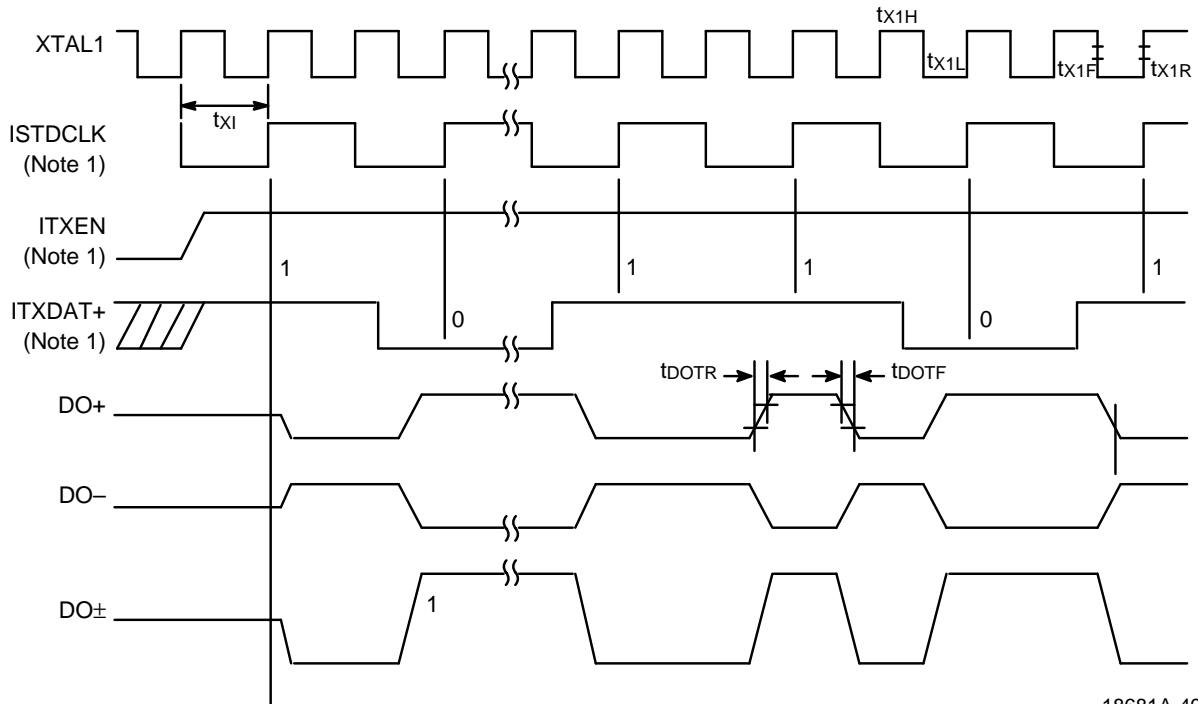 tX1H
XTAL1
tX1L
tX1F
tX1R
tXI
ISTDCLK
(Note 1)
ITXEN
(Note 1)
1
1
1
1
ITXDAT+
(Note 1)
0
0
tDOTR
tDOTF
DO+
DO–
DO±
1